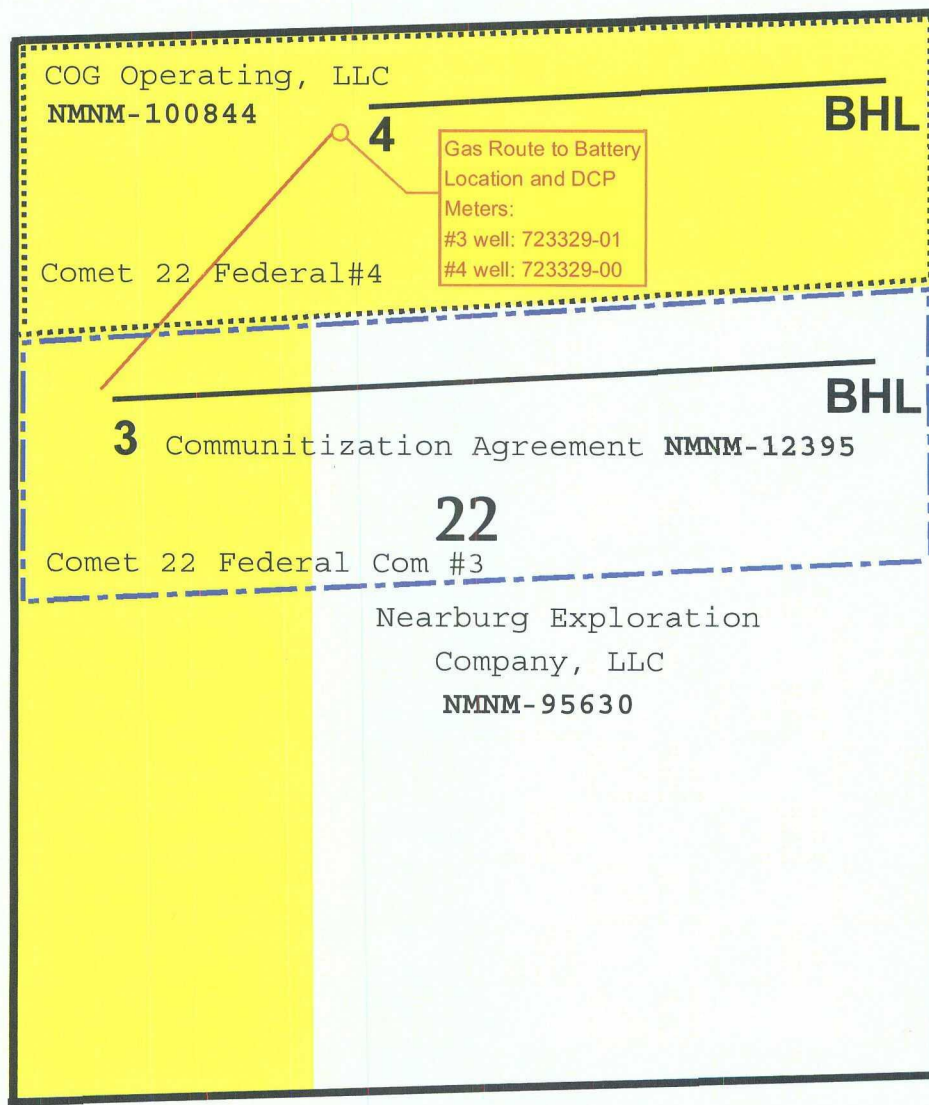 COG Operating, LLC
NMNM-100844
4
BHL
Gas Route to Battery
Location and DCP
Meters:
#3 well: 723329-01
#4 well: 723329-00
Comet 22 Federal#4
BHL
3 Communitization Agreement NMNM-12395
22
Comet 22 Federal Com #3
Nearburg Exploration
Company, LLC
NMNM-95630